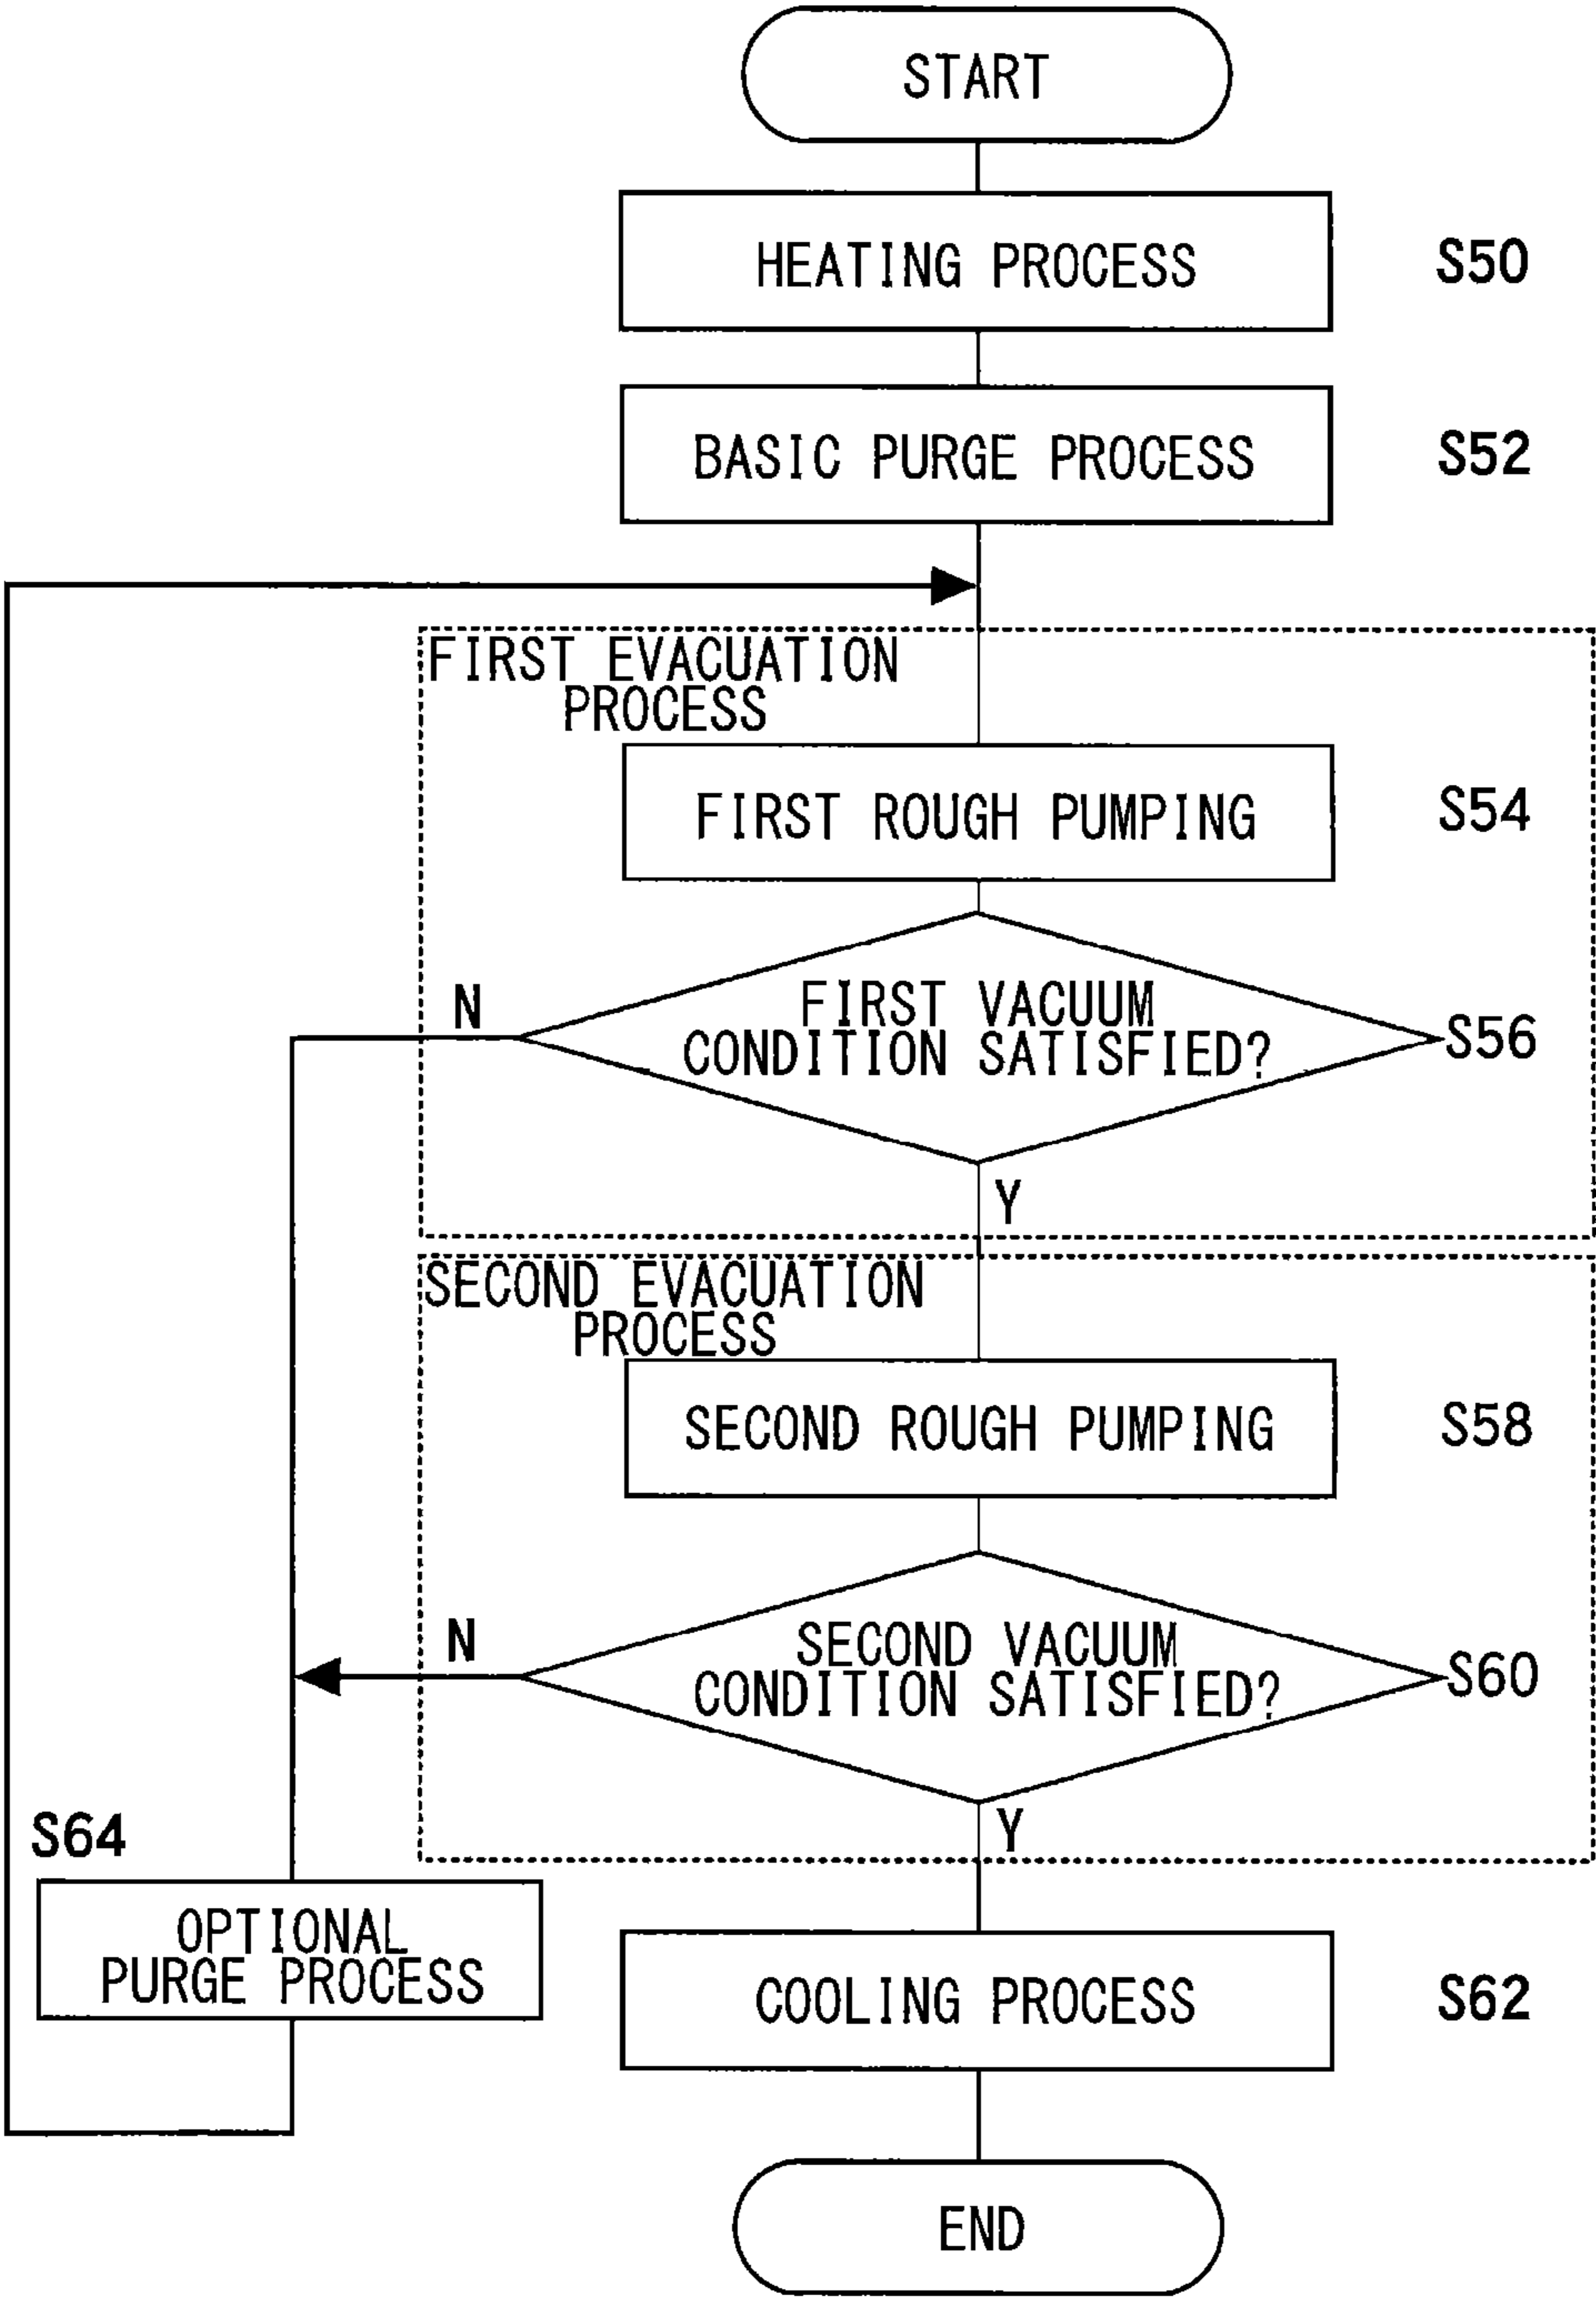 START
HEATING PROCESS
S50
BASIC PURGE PROCESS
S52
FIRST EVACUATION
PROCESS
FIRST ROUGH PUMPING
S54
N
FIRST VACUUM
CONDITION SATISFIED?
S56
Y
SECOND EVACUATION
PROCESS
SECOND ROUGH PUMPING
S58
N
SECOND VACUUM
CONDITION SATISFIED?
S60
Y
S64
OPTIONAL
PURGE PROCESS
COOLING PROCESS
S62
END